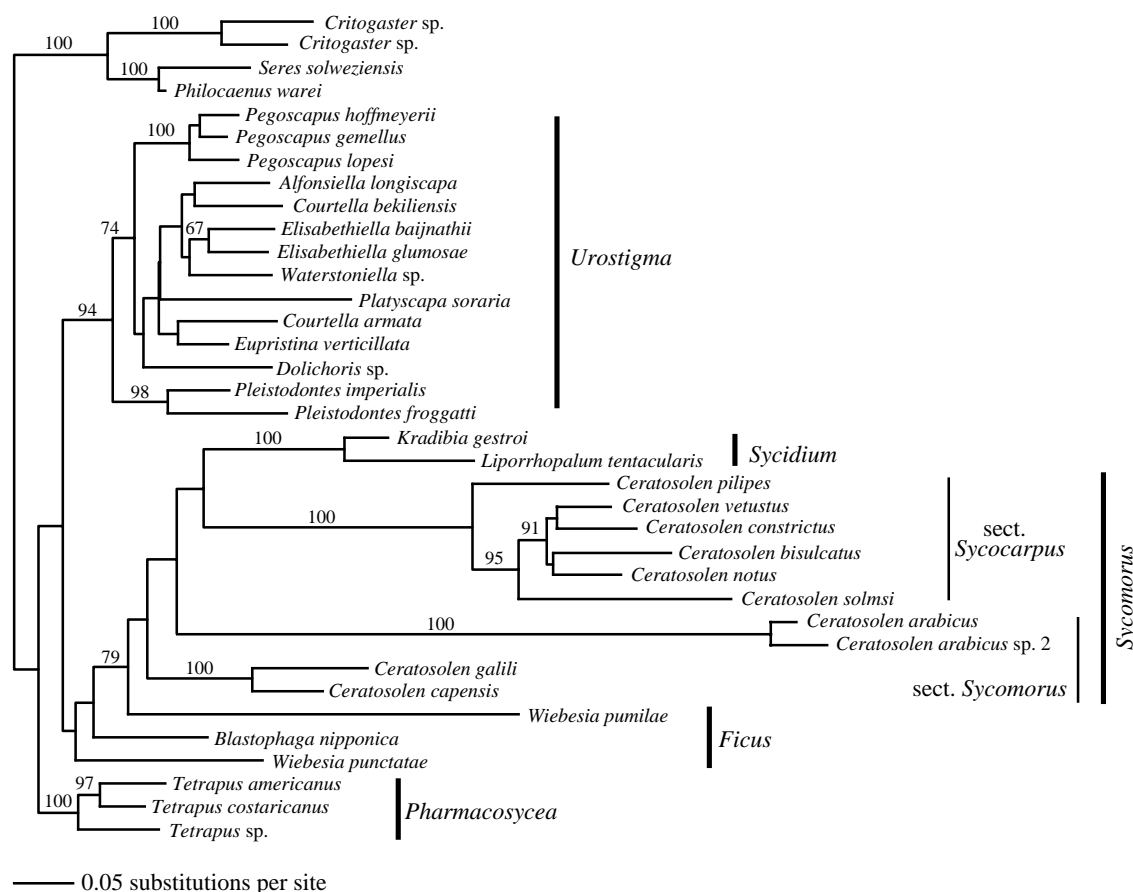 Critogaster sp.
100
Critogaster sp.
100
Seres solweziensis
100
Philocaenus warei
Pegoscapus hoffmeyerii
100
Pegoscapus gemellus
Pegoscapus lopesi
Alfonsiella longiscapa
Courtella bekiliensis
Elisabethiella baijnathii
67
74
Elisabethiella glumosae
Urostigma
Waterstoniella sp.
Platyscapa soraria
94
Courtella armata
Eupristina verticillata
Dolichoris sp.
Pleistodontes imperialis
98
Pleistodontes froggatti
Kradibia gestroi
100
Sycidium
Liporrhopalum tentacularis
Ceratosolen pilipes
Ceratosolen vetustus
100
91
Ceratosolen constrictus
sect.
Sycocarpus
Ceratosolen bisulcatus
95
Ceratosolen notus
Ceratosolen solmsi
Sycomorus
Ceratosolen arabicus
100
Ceratosolen arabicus sp. 2
79
Ceratosolen galili
100
sect. Sycomorus
Ceratosolen capensis
Wiebesia pumilae
Blastophaga nipponica
Ficus
Wiebesia punctatae
Tetrapus americanus
97
100
Tetrapus costaricanus
Pharmacosycea
Tetrapus sp.
0.05 substitutions per site